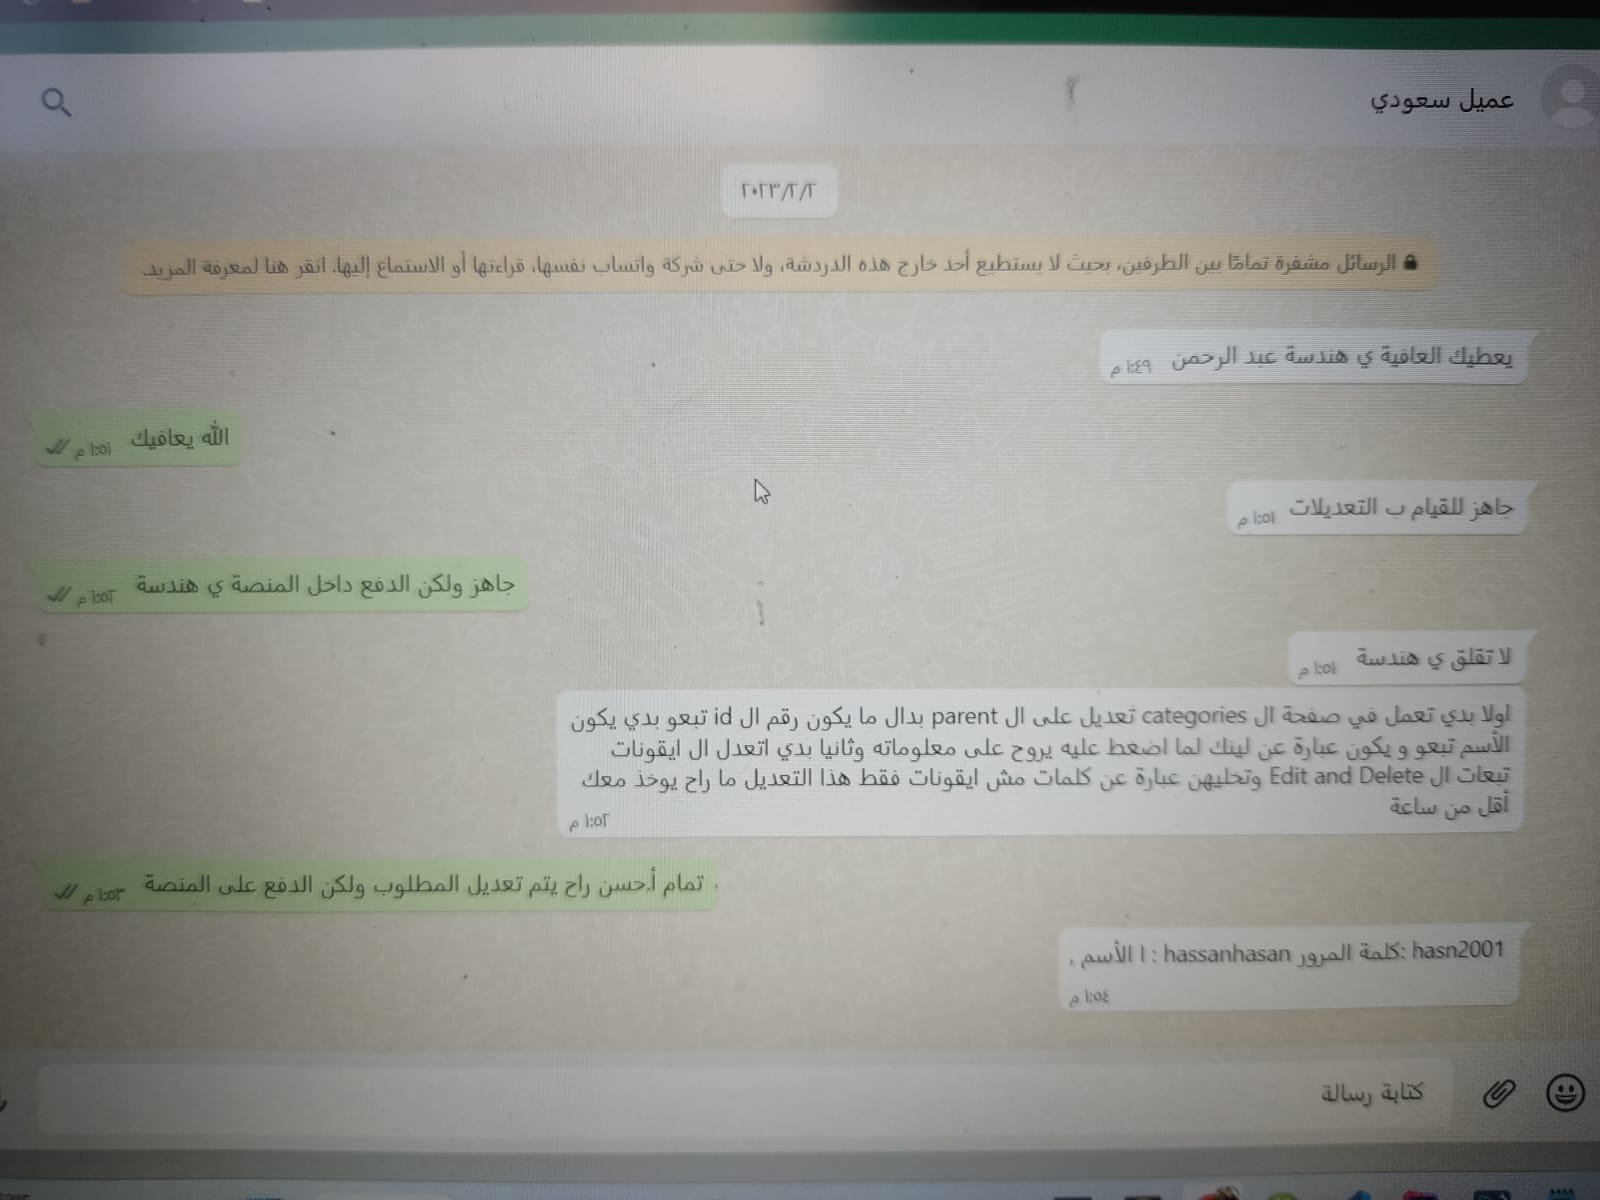 عميل سعودي
٢٠٢٣/٢/٢
الرسائل مشفرة تمامًا بين الطرفين، بحيث لا يستطيع أحد خارج هذه الدردشة، ولا حتى شركة واتساب نفسها، قراءتها أو الاستماع إليها. انقر هنا لمعرفة المزيد.
يعطيك العافية ي هندسة عبد الرحمن ١:٤٩ م
الله يعافيك ١:٥١ م
جاهز للقيام ب التعديلات ١:٥١ م
جاهز ولكن الدفع داخل المنصة ي هندسة ١:٥٢ م
لا تقلق ي هندسة ١:٥١ م
اولا بدي تعمل في صفحة ال categories تعديل على ال parent بدال ما يكون رقم ال id تبعو بدي يكون
الأسم تبعو و يكون عبارة عن لينك لما اضغط عليه يروح على معلوماته وثانيا بدي اتعدل ال ايقونات
تبعات ال Edit and Delete وتخليهن عبارة عن كلمات مش ايقونات فقط هذا التعديل ما راح يوخذ معك
أقل من ساعة
١:٥٢ م
تمام أ.حسن راح يتم تعديل المطلوب ولكن الدفع على المنصة ١:٥٣ م
hasn2001 :كلمة المرور hassanhasan : ا الأسم .
١:٥٤ م
كتابة رسالة